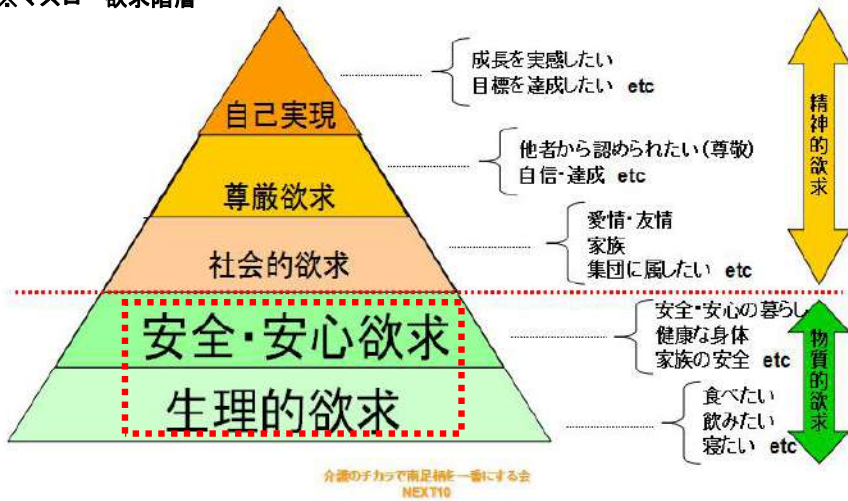 ※マズロー欲求階層
自己実現
成長を実感したい
目標を達成したい etc
尊厳欲求
他者から認められたい(尊敬)
自信・達成 etc
社会的欲求
愛情・友情
家族
集団に属したい etc
精神的欲求
安全・安心欲求
安全・安心の暮らし
健康な身体
家族の安全 etc
生理的欲求
食べたい
飲みたい
寝たい etc
物質的欲求
介護のチカラで南足柄を一番にする会
NEXT10